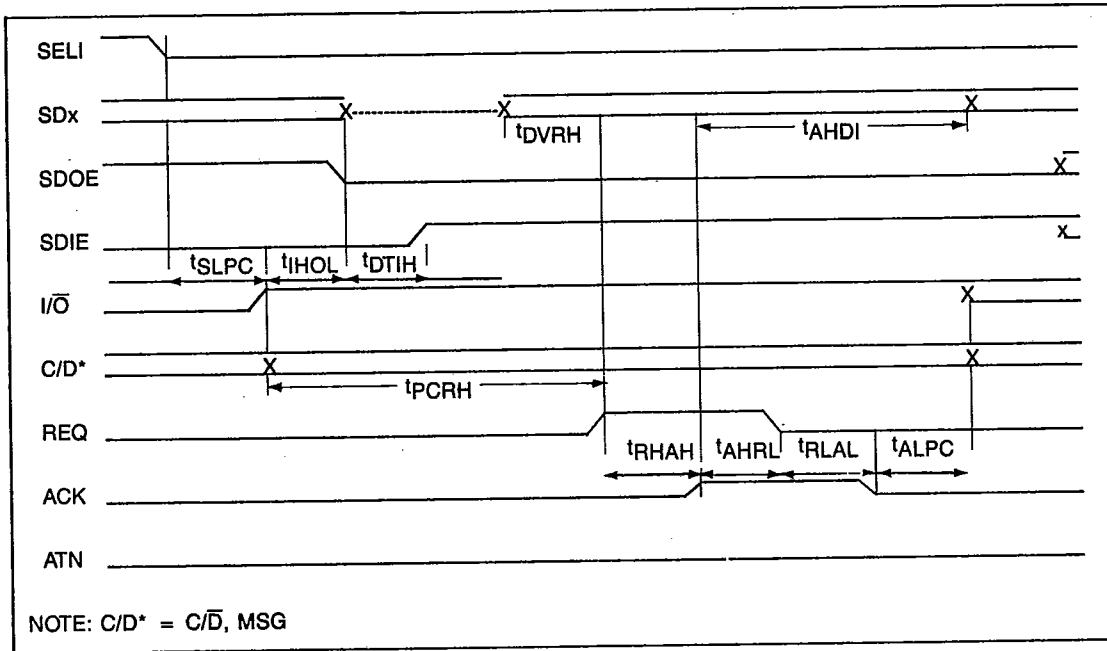 SELI
SDx
tDVRH
tAHDI
SDOE
SDIE
tSLPC
tIHOL
tDTIH
I/O̅
C/D*
tPCRH
REQ
tRHAH
tAHRL
tRLAL
tALPC
ACK
ATN
NOTE: C/D* = C/D̅, MSG